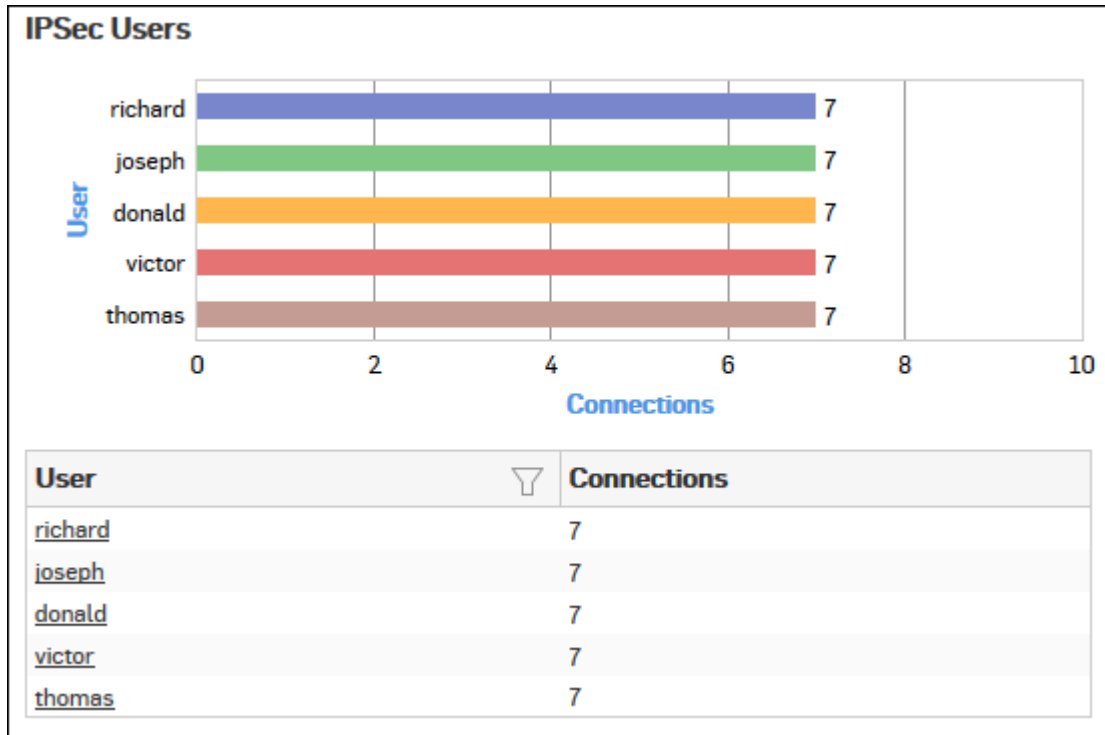 IPSec Users
richard 7
joseph 7
donald 7
victor 7
thomas 7
User
0 2 4 6 8 10
Connections
User Connections
richard 7
joseph 7
donald 7
victor 7
thomas 7